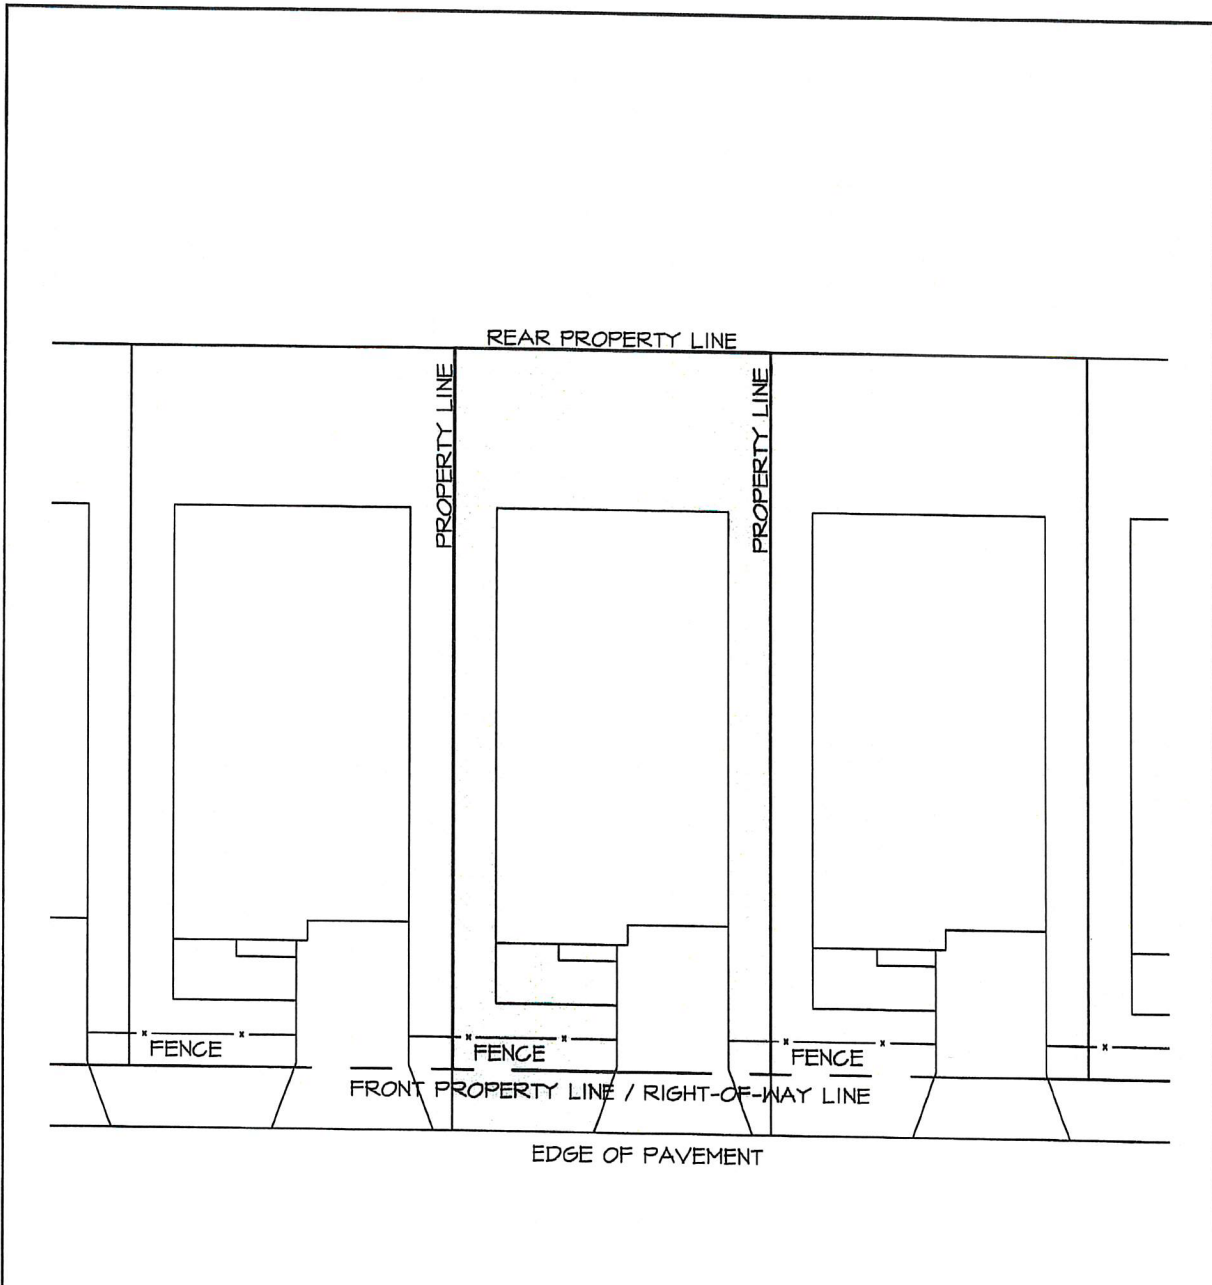 REAR PROPERTY LINE
PROPERTY LINE
PROPERTY LINE
FENCE
FENCE
FENCE
FRONT PROPERTY LINE / RIGHT-OF-WAY LINE
EDGE OF PAVEMENT